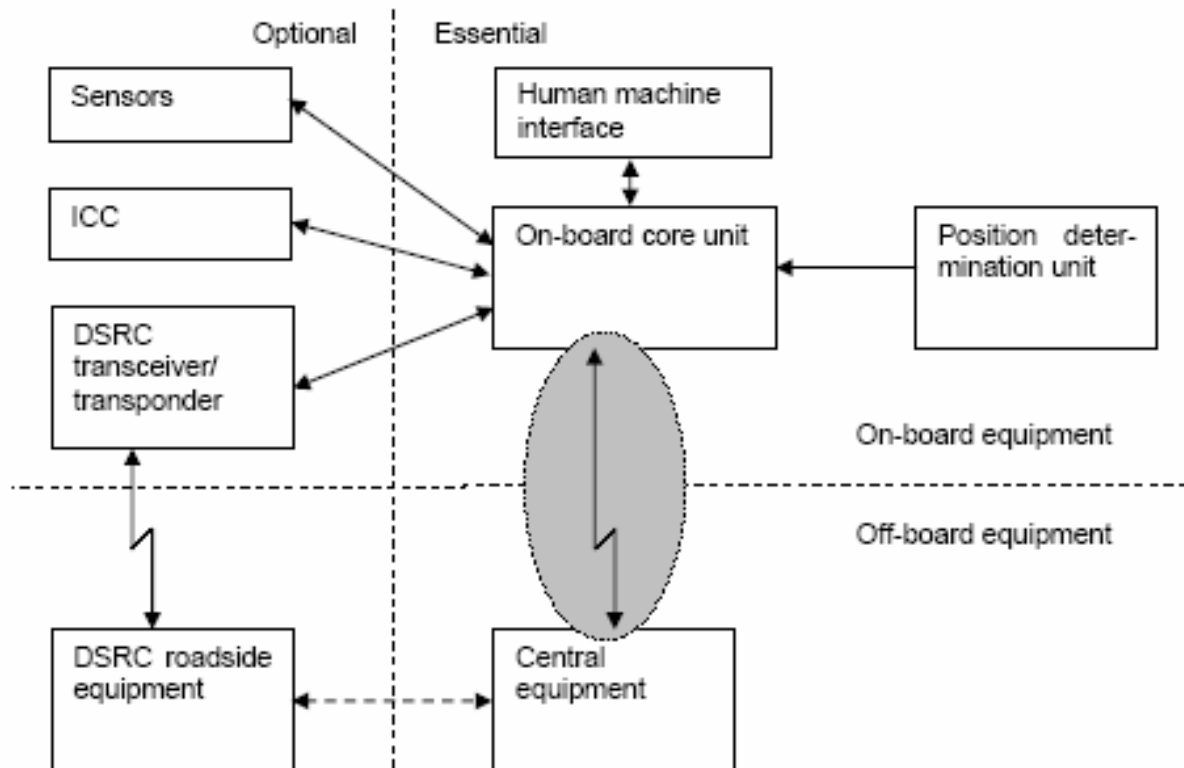 Optional
Essential
Sensors
Human machine
interface
ICC
On-board core unit
Position deter-
mination unit
DSRC
transceiver/
transponder
On-board equipment
Off-board equipment
DSRC roadside
equipment
Central
equipment